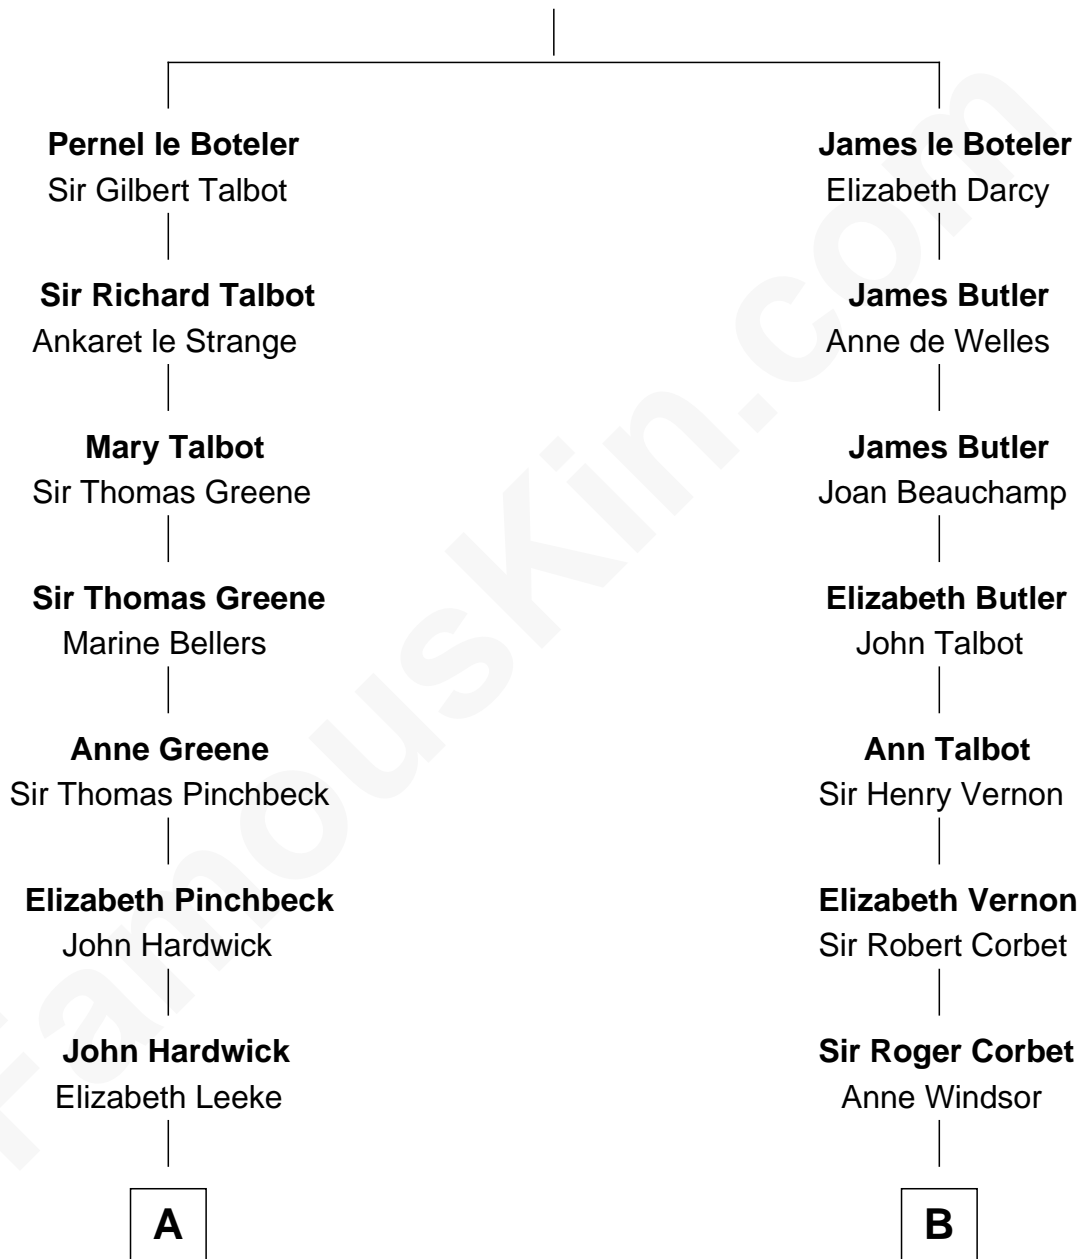 Pernel le Boteler
Sir Gilbert Talbot
Sir Richard Talbot
Ankaret le Strange
Mary Talbot
Sir Thomas Greene
Sir Thomas Greene
Marine Bellers
Anne Greene
Sir Thomas Pinchbeck
Elizabeth Pinchbeck
John Hardwick
John Hardwick
Elizabeth Leeke
A
James le Boteler
Elizabeth Darcy
James Butler
Anne de Welles
James Butler
Joan Beauchamp
Elizabeth Butler
John Talbot
Ann Talbot
Sir Henry Vernon
Elizabeth Vernon
Sir Robert Corbet
Sir Roger Corbet
Anne Windsor
B
FamousKin.com